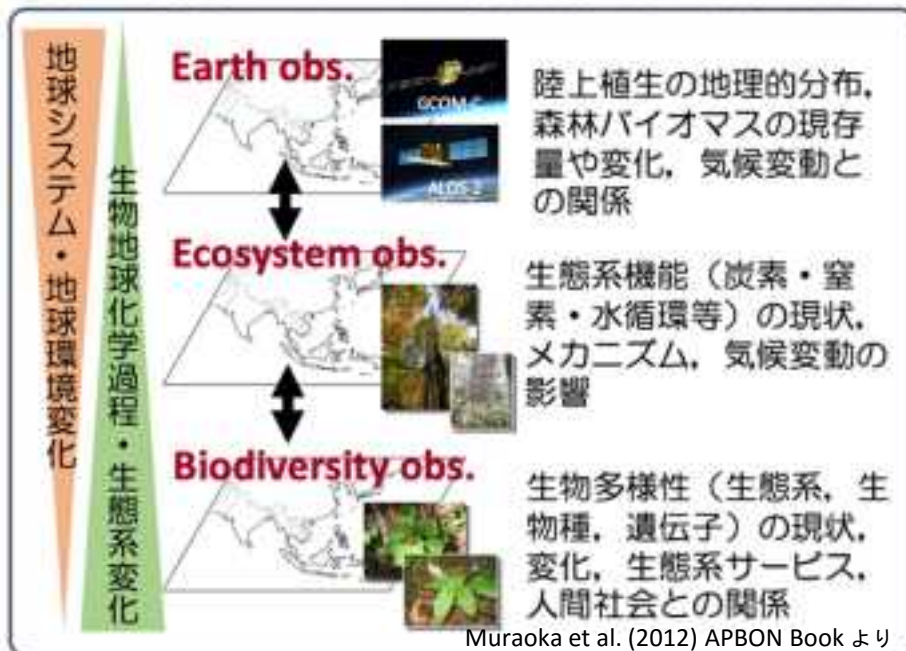 地球システム・地球環境変化
生物地球化学過程・生態系変化
Earth obs.
GCOM-C
ALOS-2
陸上植生の地理的分布，
森林バイオマスの現存
量や変化，気候変動と
の関係
Ecosystem obs.
生態系機能（炭素・窒
素・水循環等）の現状，
メカニズム，気候変動の
影響
Biodiversity obs.
生物多様性（生態系，生
物種，遺伝子）の現状，
変化，生態系サービス，
人間社会との関係
Muraoka et al. (2012) APBON Book より